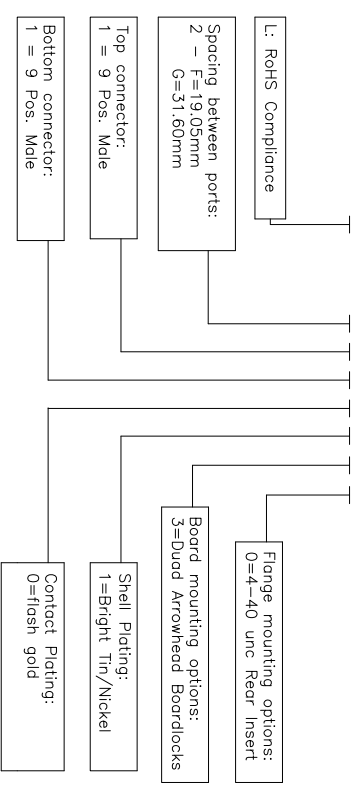 L: RoHS Compliance
Spacing between ports:
2 - F=19.05mm
G=31.60mm
Top connector:
1 = 9 Pos. Male
Bottom connector:
1 = 9 Pos. Male
Flange mounting options:
0=4-40 unc Rear Insert
Board mounting options:
3=Duad Arrowhead Boardlocks
Shell Plating:
1=Bright Tin/Nickel
Contact Plating:
0=flash gold